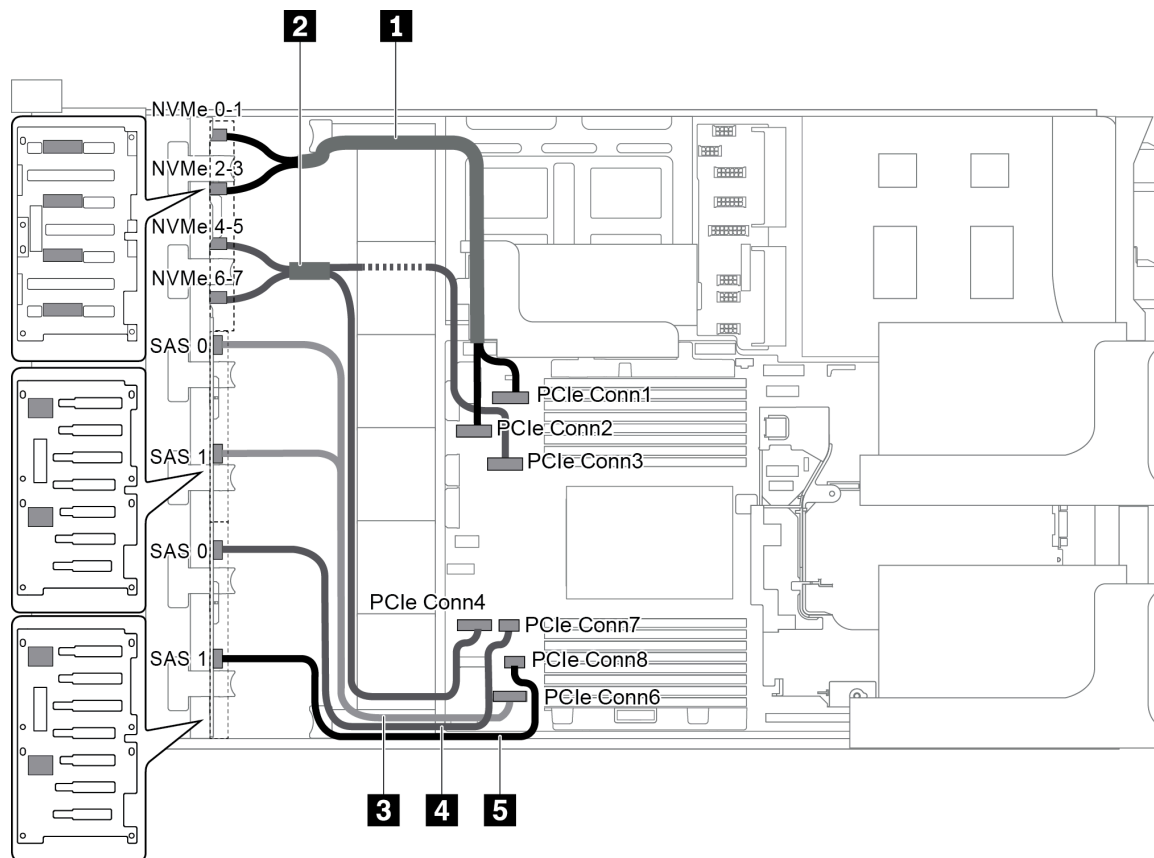 2
1
NVMe 0-1
NVMe 2-3
NVMe 4-5
NVMe 6-7
SAS 0
SAS 1
SAS 0
SAS 1
PCIe Conn1
PCIe Conn2
PCIe Conn3
PCIe Conn4
PCIe Conn7
PCIe Conn8
PCIe Conn6
3
4
5